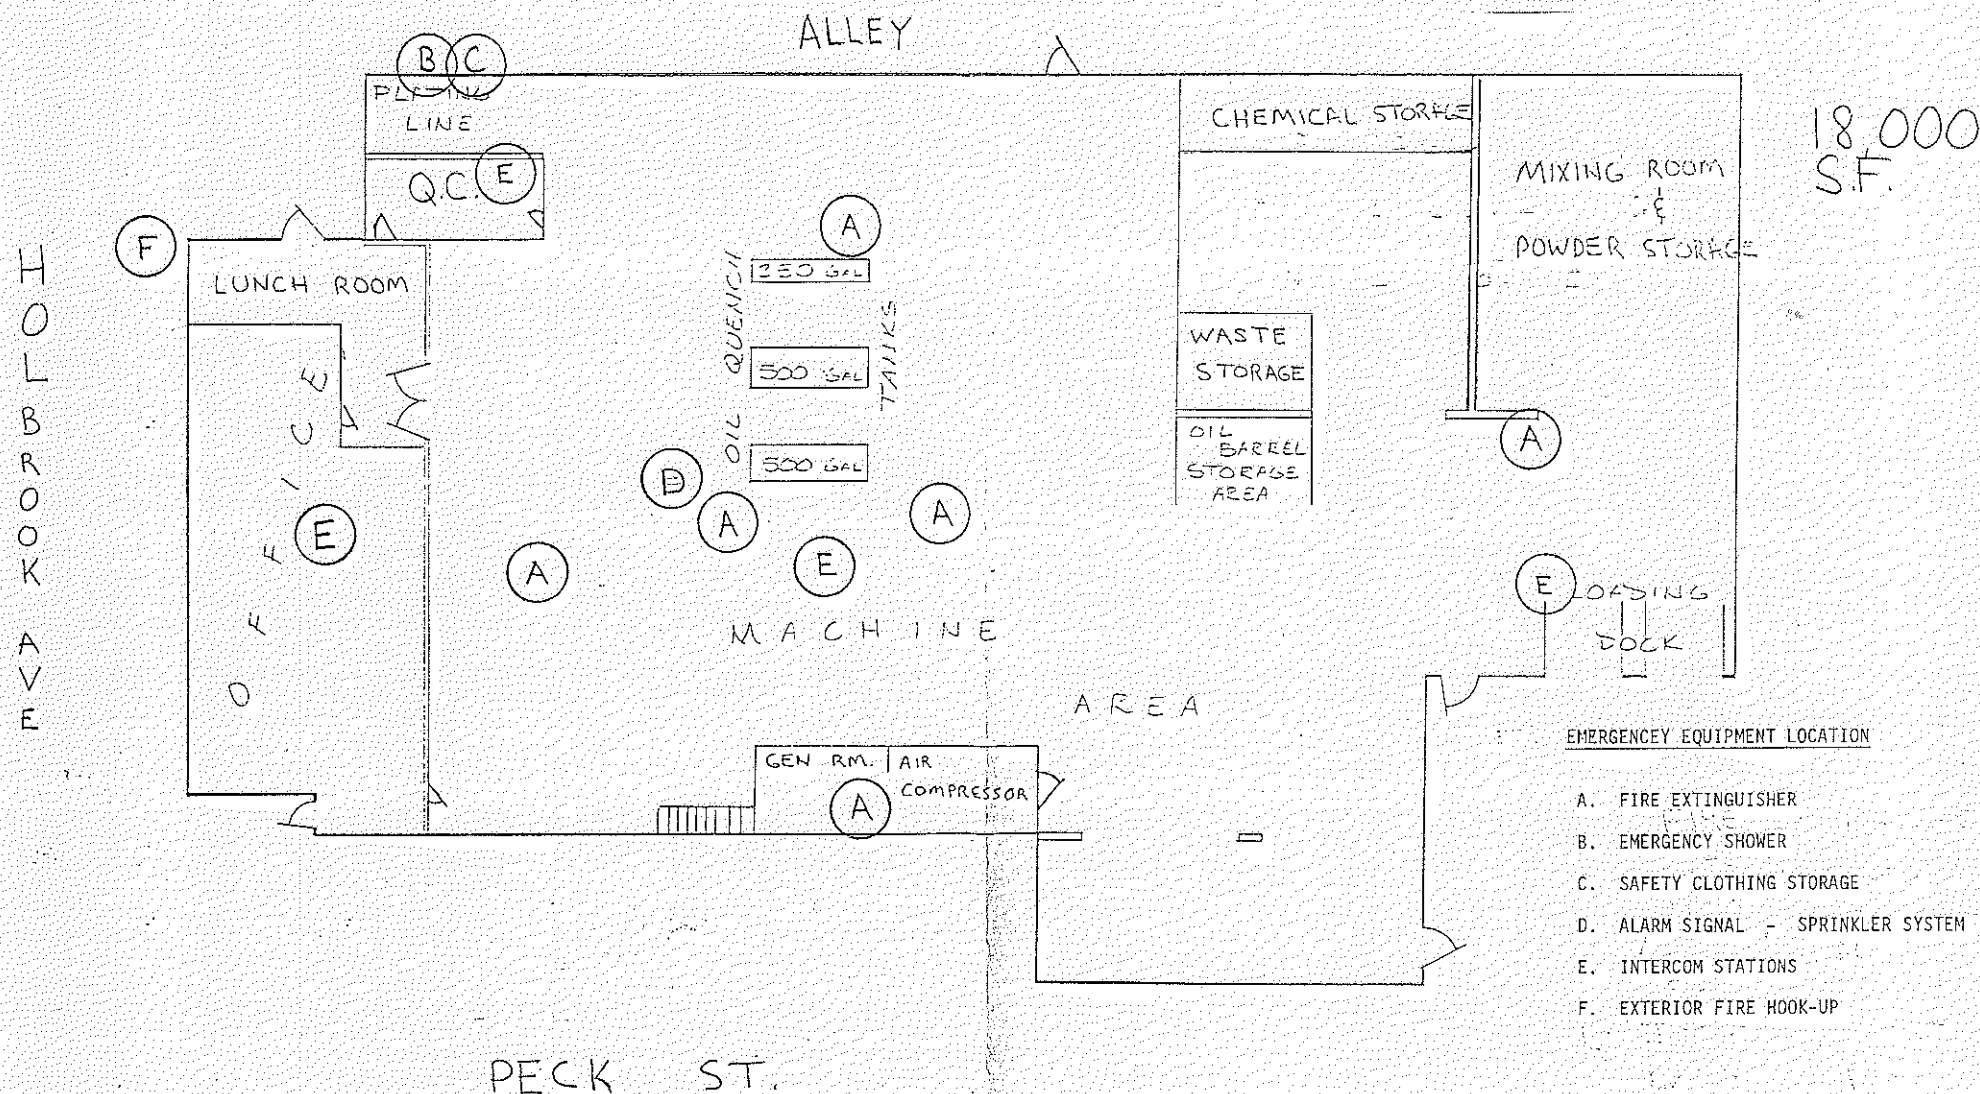 ALLEY
B
C
PLATING
LINE
Q.C.
E
CHEMICAL STORAGE
MIXING ROOM
&
POWDER STORAGE
18,000
S.F.
HOLBROOK AVE
F
LUNCH ROOM
OFFICE
E
A
OIL QUENCH
TANKS
250 GAL
500 GAL
500 GAL
D
A
A
A
E
WASTE
STORAGE
OIL
BARREL
STORAGE
AREA
A
E
LOADING
DOCK
MACHINE
AREA
GEN RM.
AIR
COMPRESSOR
A
EMERGENCEY EQUIPMENT LOCATION
A. FIRE EXTINGUISHER
B. EMERGENCY SHOWER
C. SAFETY CLOTHING STORAGE
D. ALARM SIGNAL - SPRINKLER SYSTEM
E. INTERCOM STATIONS
F. EXTERIOR FIRE HOOK-UP
PECK ST.